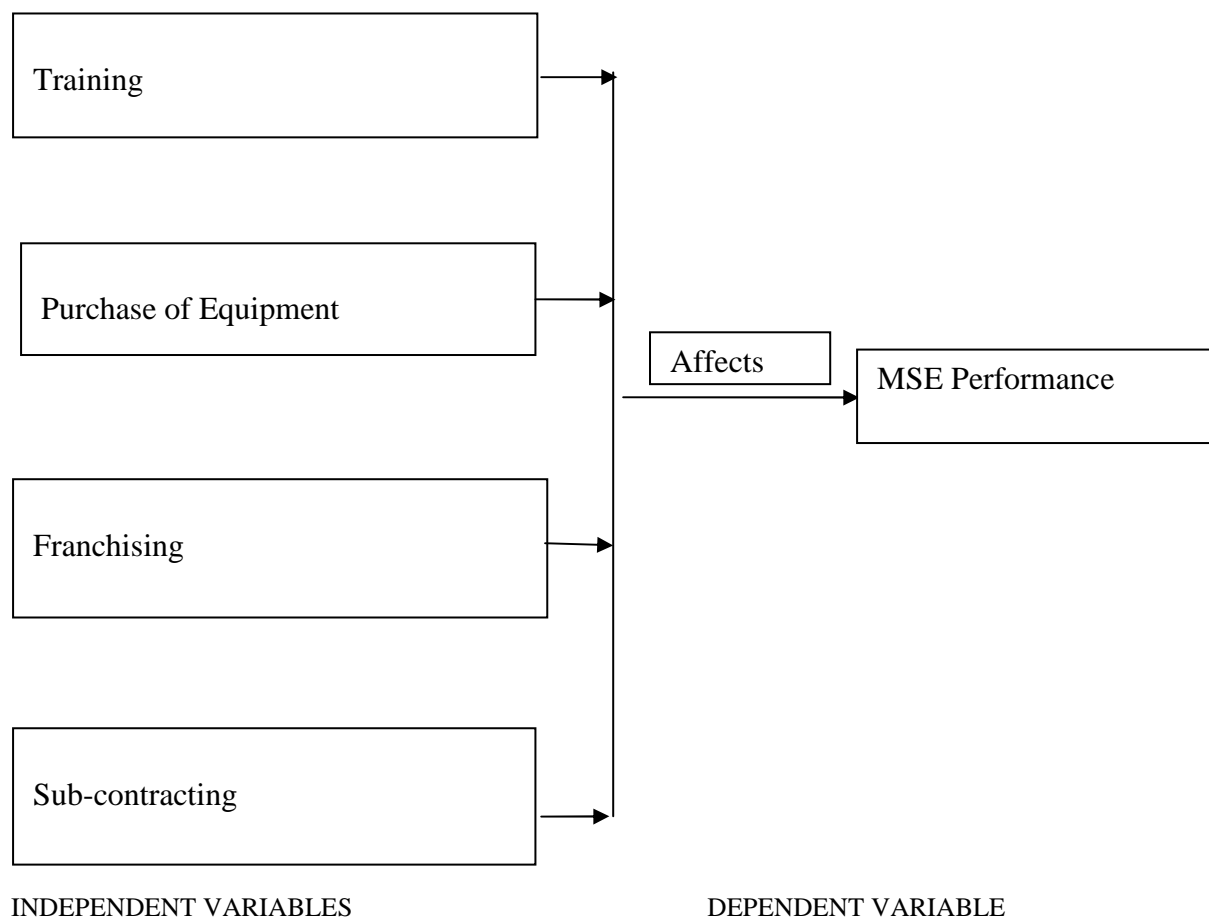 Training
Purchase of Equipment
Affects
MSE Performance
Franchising
Sub-contracting
INDEPENDENT VARIABLES
DEPENDENT VARIABLE